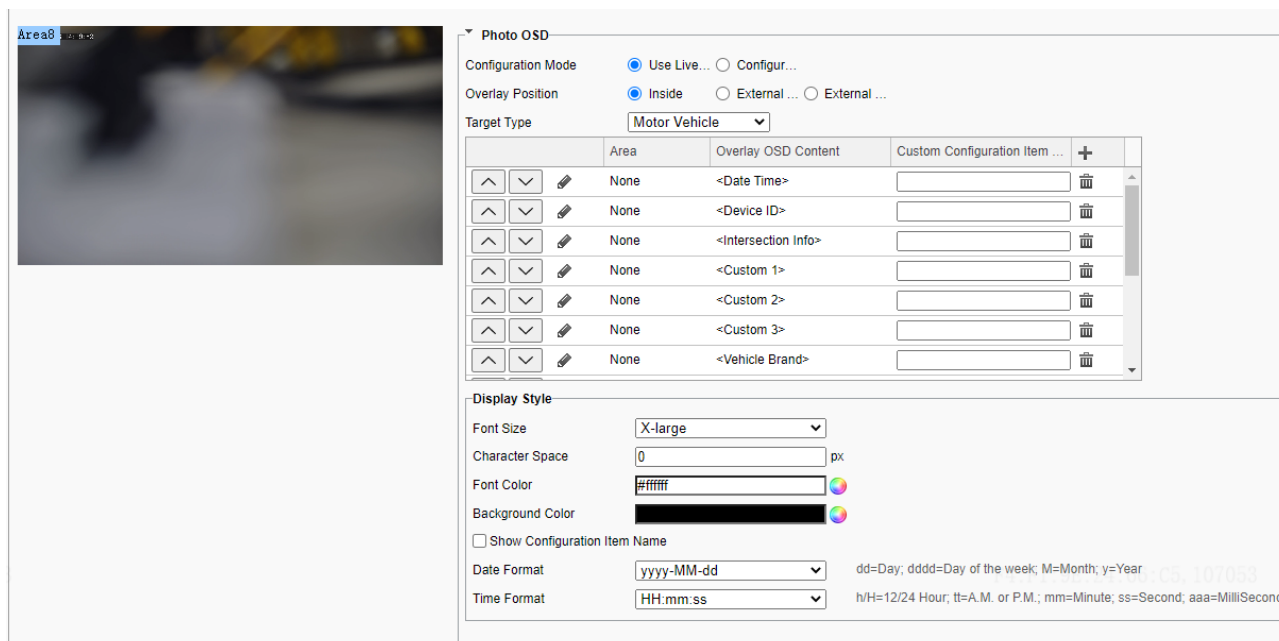 Area8
Photo OSD
Configuration Mode Use Live... Configur...
Overlay Position Inside External ... External ...
Target Type Motor Vehicle
Area Overlay OSD Content Custom Configuration Item ...
None <Date Time>
None <Device ID>
None <Intersection Info>
None <Custom 1>
None <Custom 2>
None <Custom 3>
None <Vehicle Brand>
Display Style
Font Size X-large
Character Space 0 px
Font Color #ffffff
Background Color
Show Configuration Item Name
Date Format yyyy-MM-dd dd=Day; dddd=Day of the week; M=Month; y=Year
Time Format HH:mm:ss h/H=12/24 Hour; tt=A.M. or P.M.; mm=Minute; ss=Second; aaa=MilliSecond